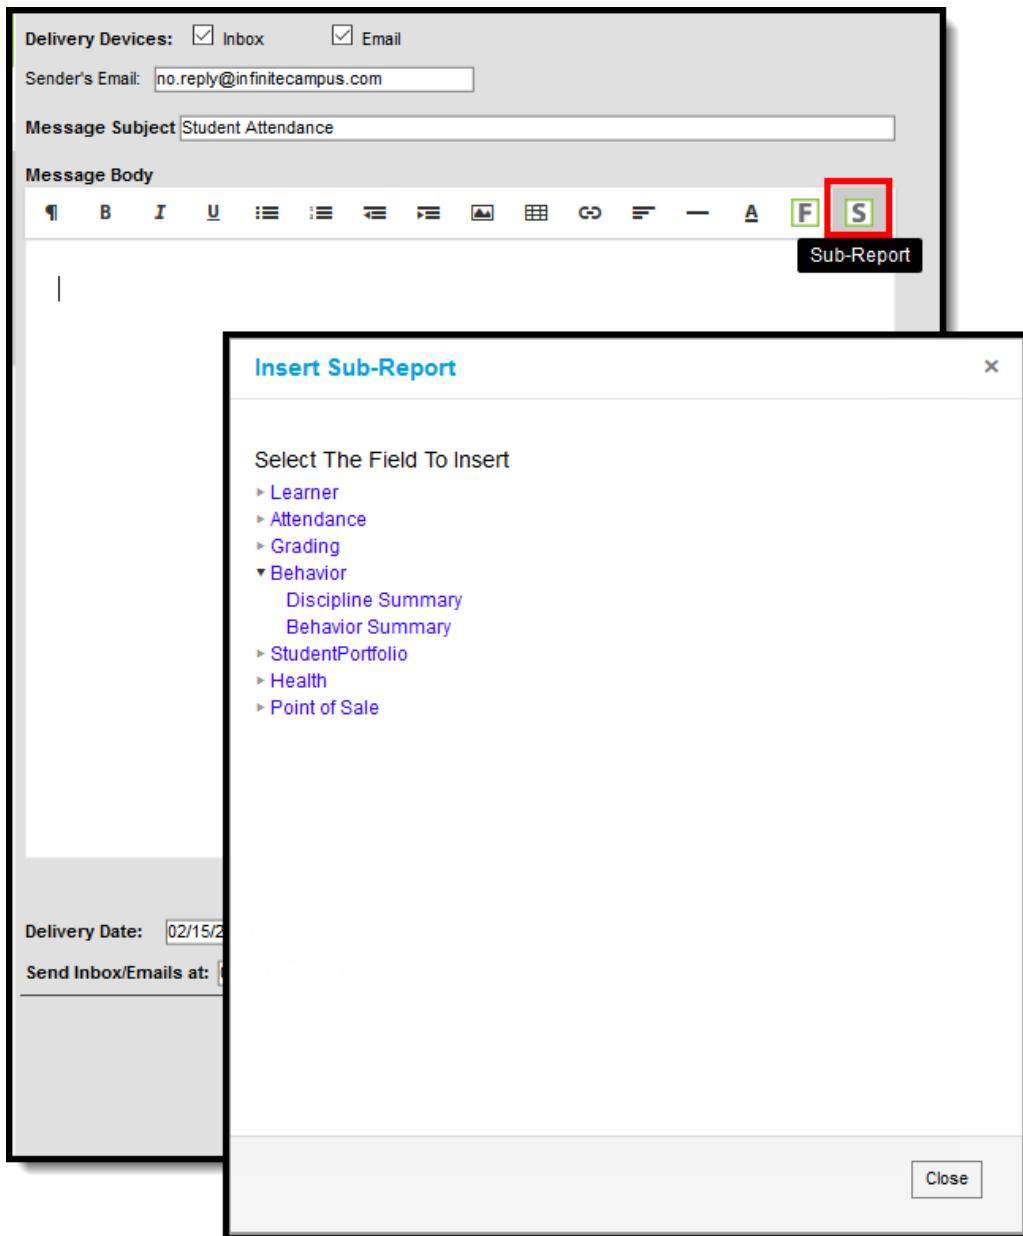 Delivery Devices: Inbox Email
Sender's Email: no.reply@infinitecampus.com
Message Subject Student Attendance
Message Body
¶ B I U A F S
Sub-Report
Insert Sub-Report ×
Select The Field To Insert
Learner
Attendance
Grading
Behavior
Discipline Summary
Behavior Summary
StudentPortfolio
Health
Point of Sale
Delivery Date: 02/15/2
Send Inbox/Emails at:
Close